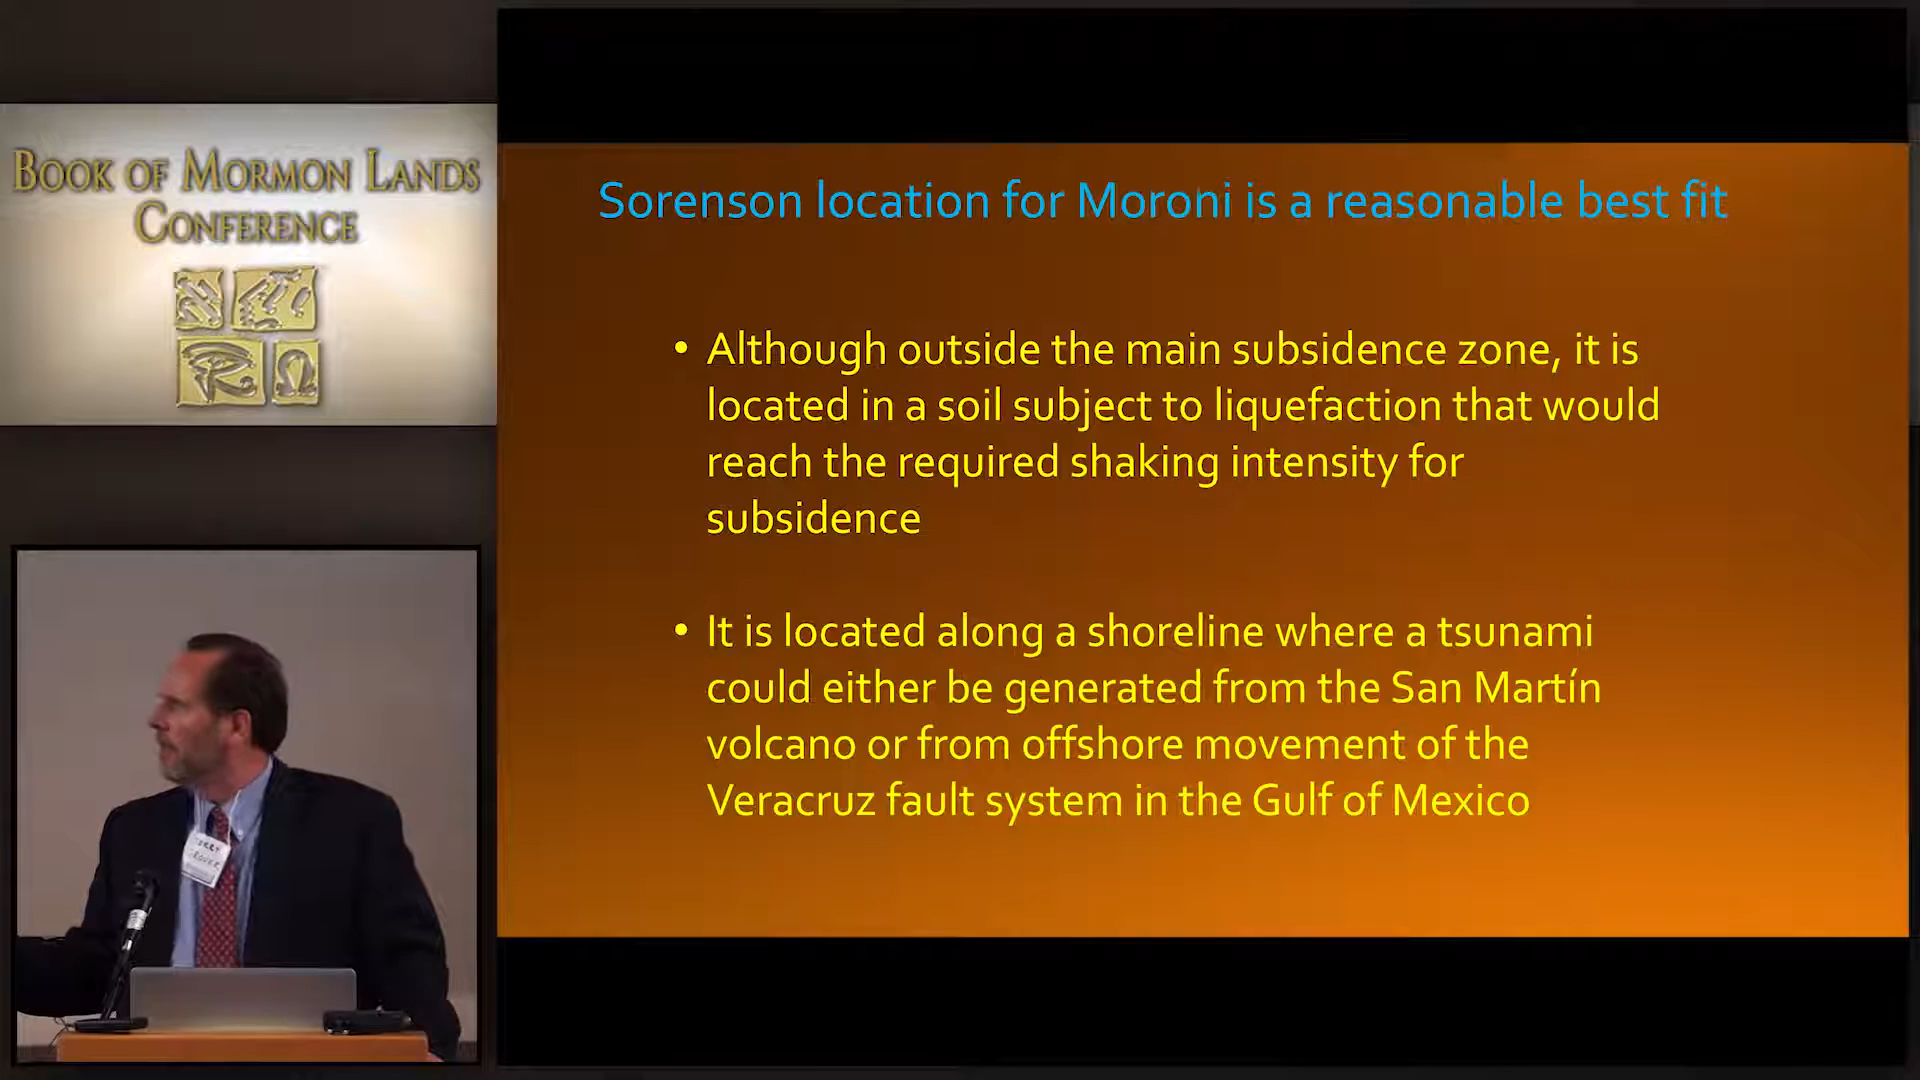 BOOK OF MORMON LANDS
CONFERENCE
Sorenson location for Moroni is a reasonable best fit
• Although outside the main subsidence zone, it is
located in a soil subject to liquefaction that would
reach the required shaking intensity for
subsidence
• It is located along a shoreline where a tsunami
could either be generated from the San Martín
volcano or from offshore movement of the
Veracruz fault system in the Gulf of Mexico